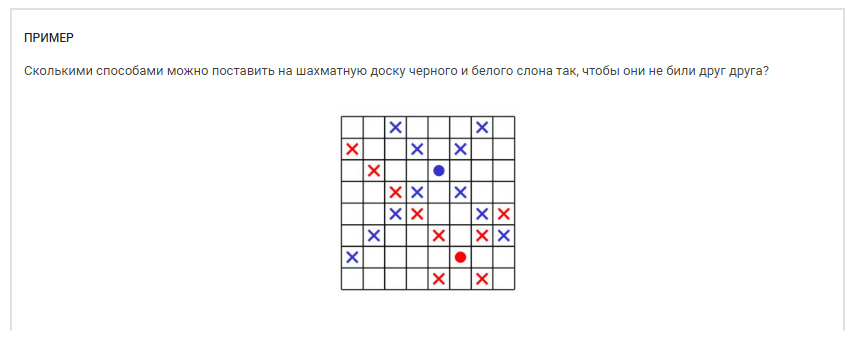 ПРИМЕР
Сколькими способами можно поставить на шахматную доску черного и белого слона так, чтобы они не били друг друга?